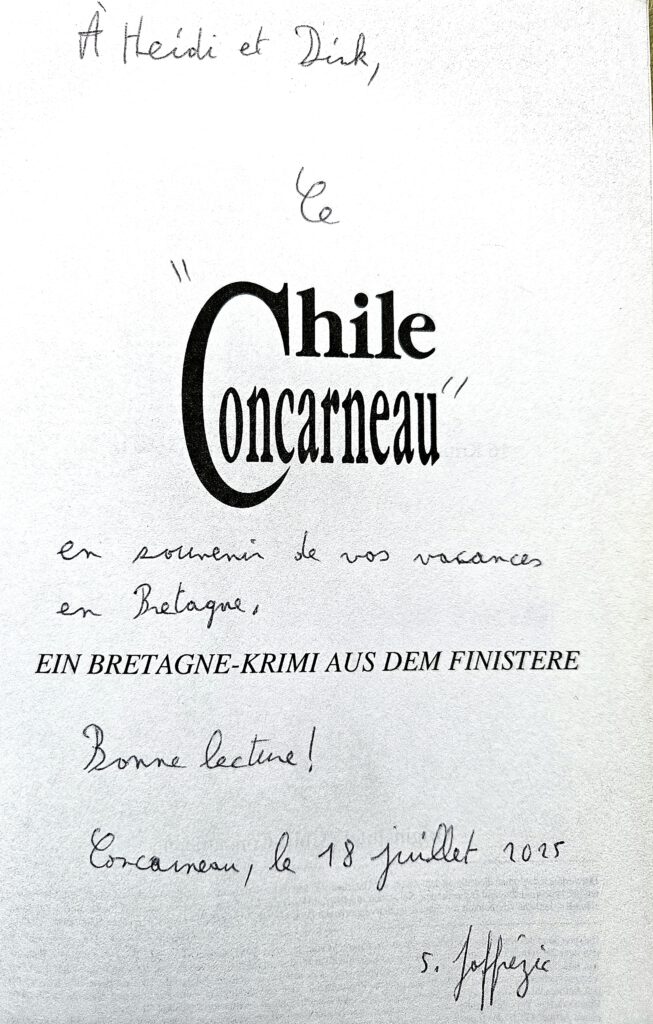 À Heidi et Dirk,
Ce
"Chile
Concarneau"
en souvenir de vos vacances
en Bretagne.
EIN BRETAGNE-KRIMI AUS DEM FINISTERE
Bonne lecture!
Concarneau, le 18 juillet 2025
S. Joffrézic